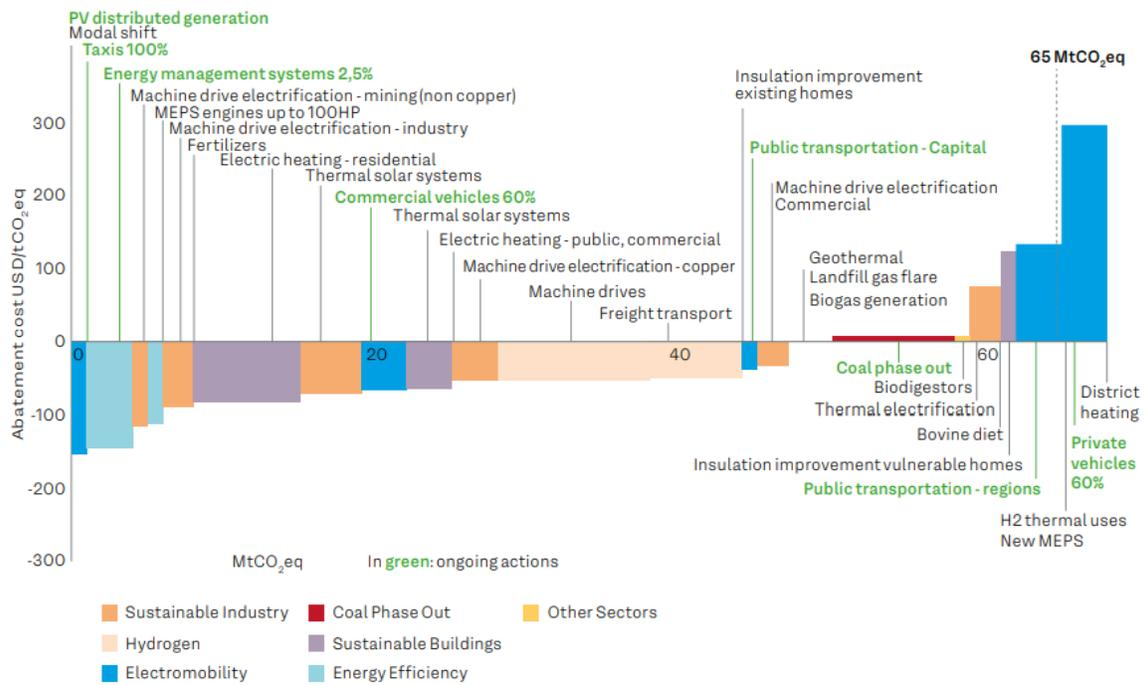 PV distributed generation
Modal shift
Taxis 100%
Energy management systems 2,5%
Machine drive electrification - mining (non copper)
MEPS engines up to 100HP
Machine drive electrification - industry
Fertilizers
Electric heating - residential
Thermal solar systems
Commercial vehicles 60%
Thermal solar systems
Electric heating - public, commercial
Machine drive electrification - copper
Machine drives
Freight transport
Insulation improvement
existing homes
Public transportation - Capital
Machine drive electrification
Commercial
Geothermal
Landfill gas flare
Biogas generation
65 MtCO2eq
Abatement cost USD/tCO2eq
300
200
100
0
-100
-200
-300
0
20
40
60
Coal phase out
Biodigestors
Thermal electrification
Bovine diet
Insulation improvement vulnerable homes
Public transportation - regions
District
heating
Private
vehicles
60%
H2 thermal uses
New MEPS
MtCO2eq
In green: ongoing actions
Sustainable Industry
Coal Phase Out
Other Sectors
Hydrogen
Sustainable Buildings
Electromobility
Energy Efficiency